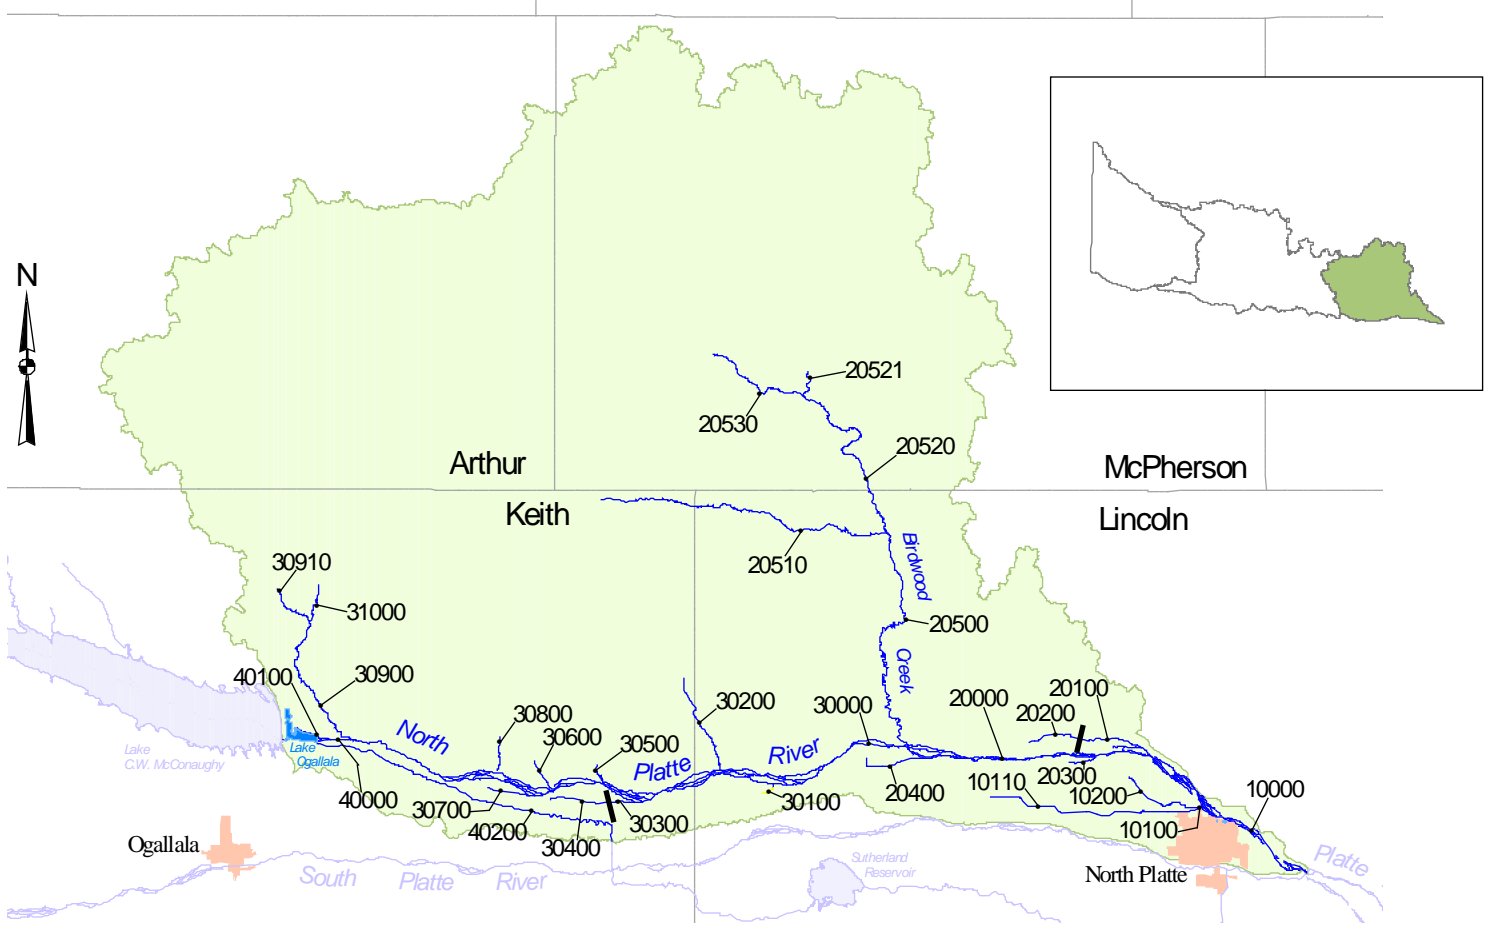 N
20521
20530
20520
Arthur
McPherson
Keith
Lincoln
20510
Birdwood
30910
31000
20500
Creek
40100
30900
30200
30000
20000
20100
20200
North
30800
30600
30500
Platte
River
Lake
C.W. McConaughy
Lake
Ogallala
40000
30700
40200
30400
30300
30100
20400
10110
20300
10200
10000
10100
Ogallala
South Platte River
Sutherland
Reservoir
North Platte
Platte